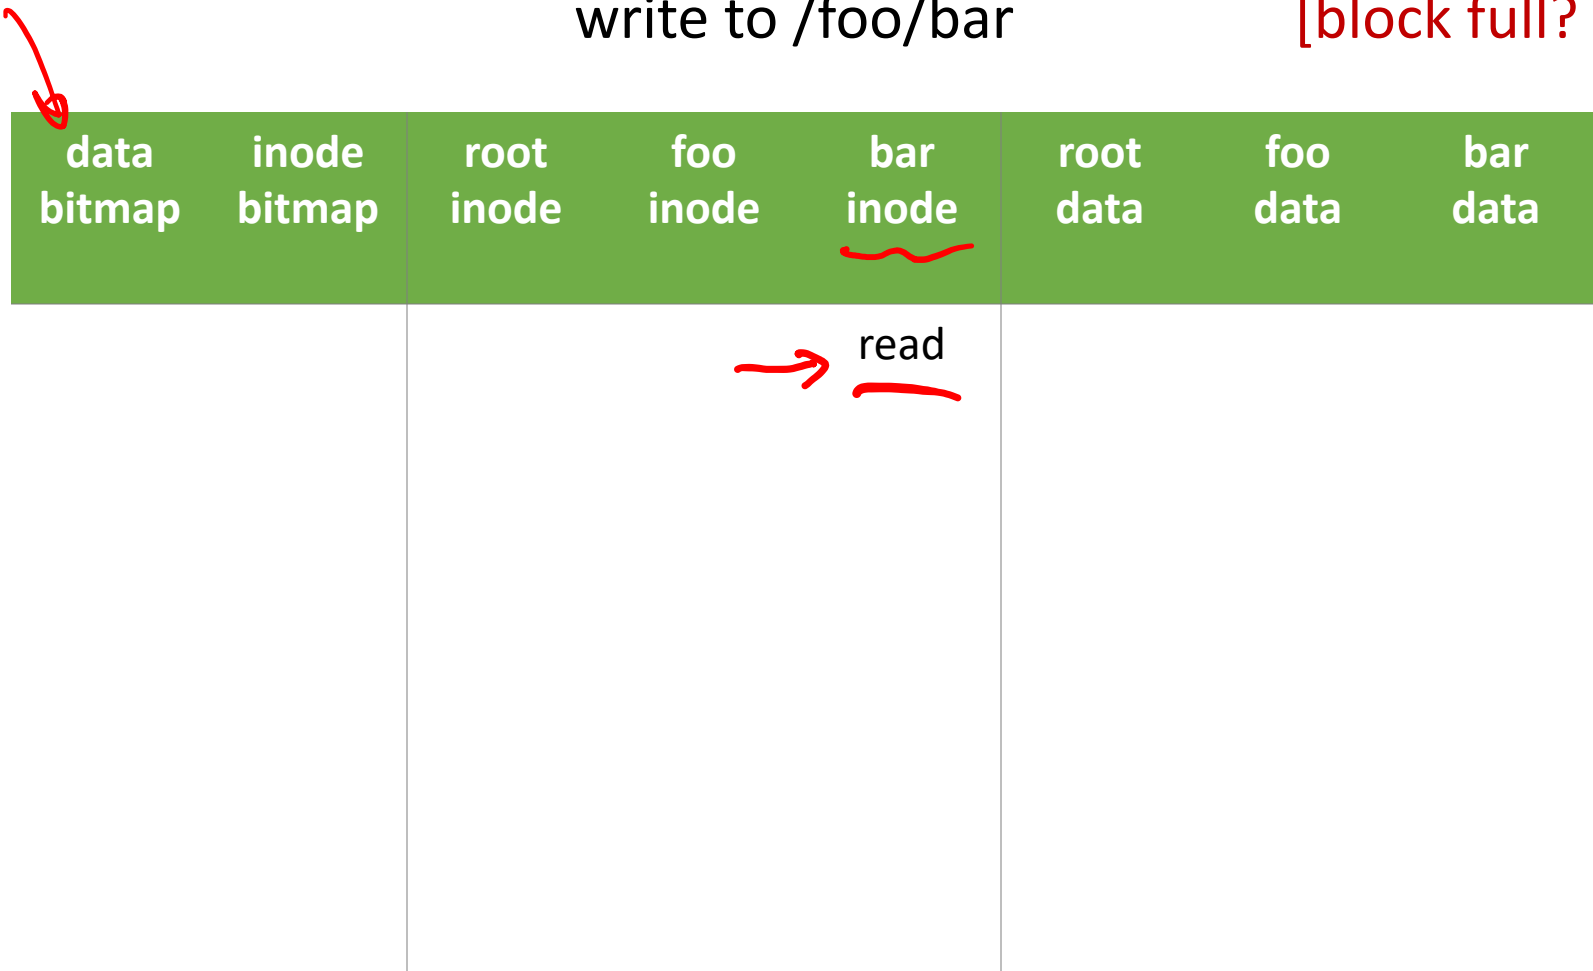 write to /foo/bar [block full?
data inode root foo bar root foo bar
bitmap bitmap inode inode inode data data data
read